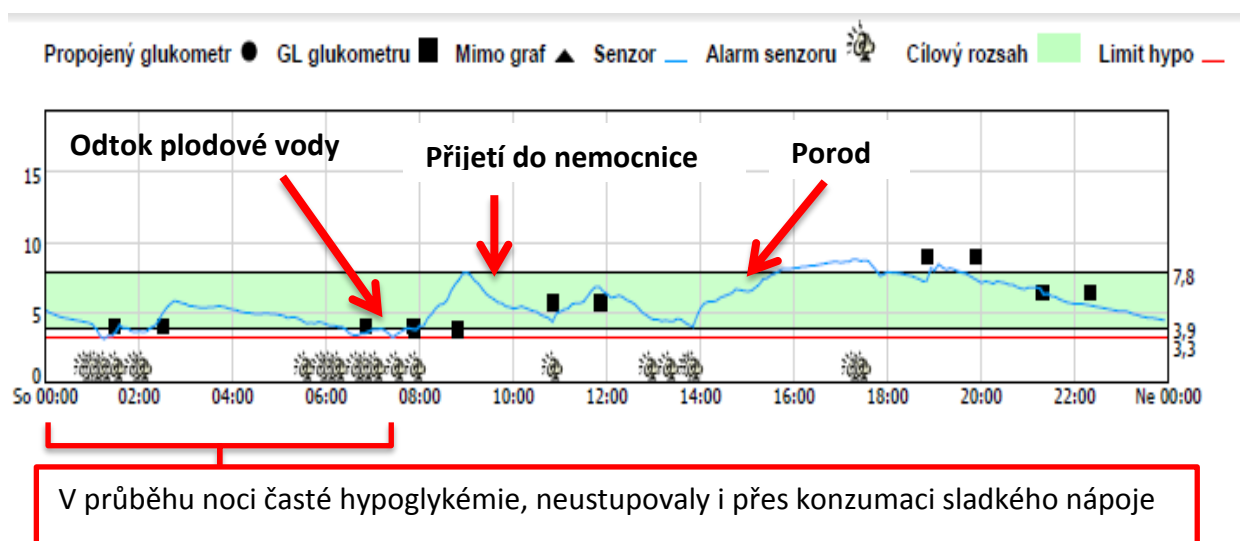 Propojený glukometr GL glukometru Mimo graf Senzor Alarm senzoru Cílový rozsah Limit hypo
Odtok plodové vody
Přijetí do nemocnice
Porod
15
10
5
0
7,8
3,9
3,3
So 00:00 02:00 04:00 06:00 08:00 10:00 12:00 14:00 16:00 18:00 20:00 22:00 Ne 00:00
V průběhu noci časté hypoglykémie, neustupovaly i přes konzumaci sladkého nápoje